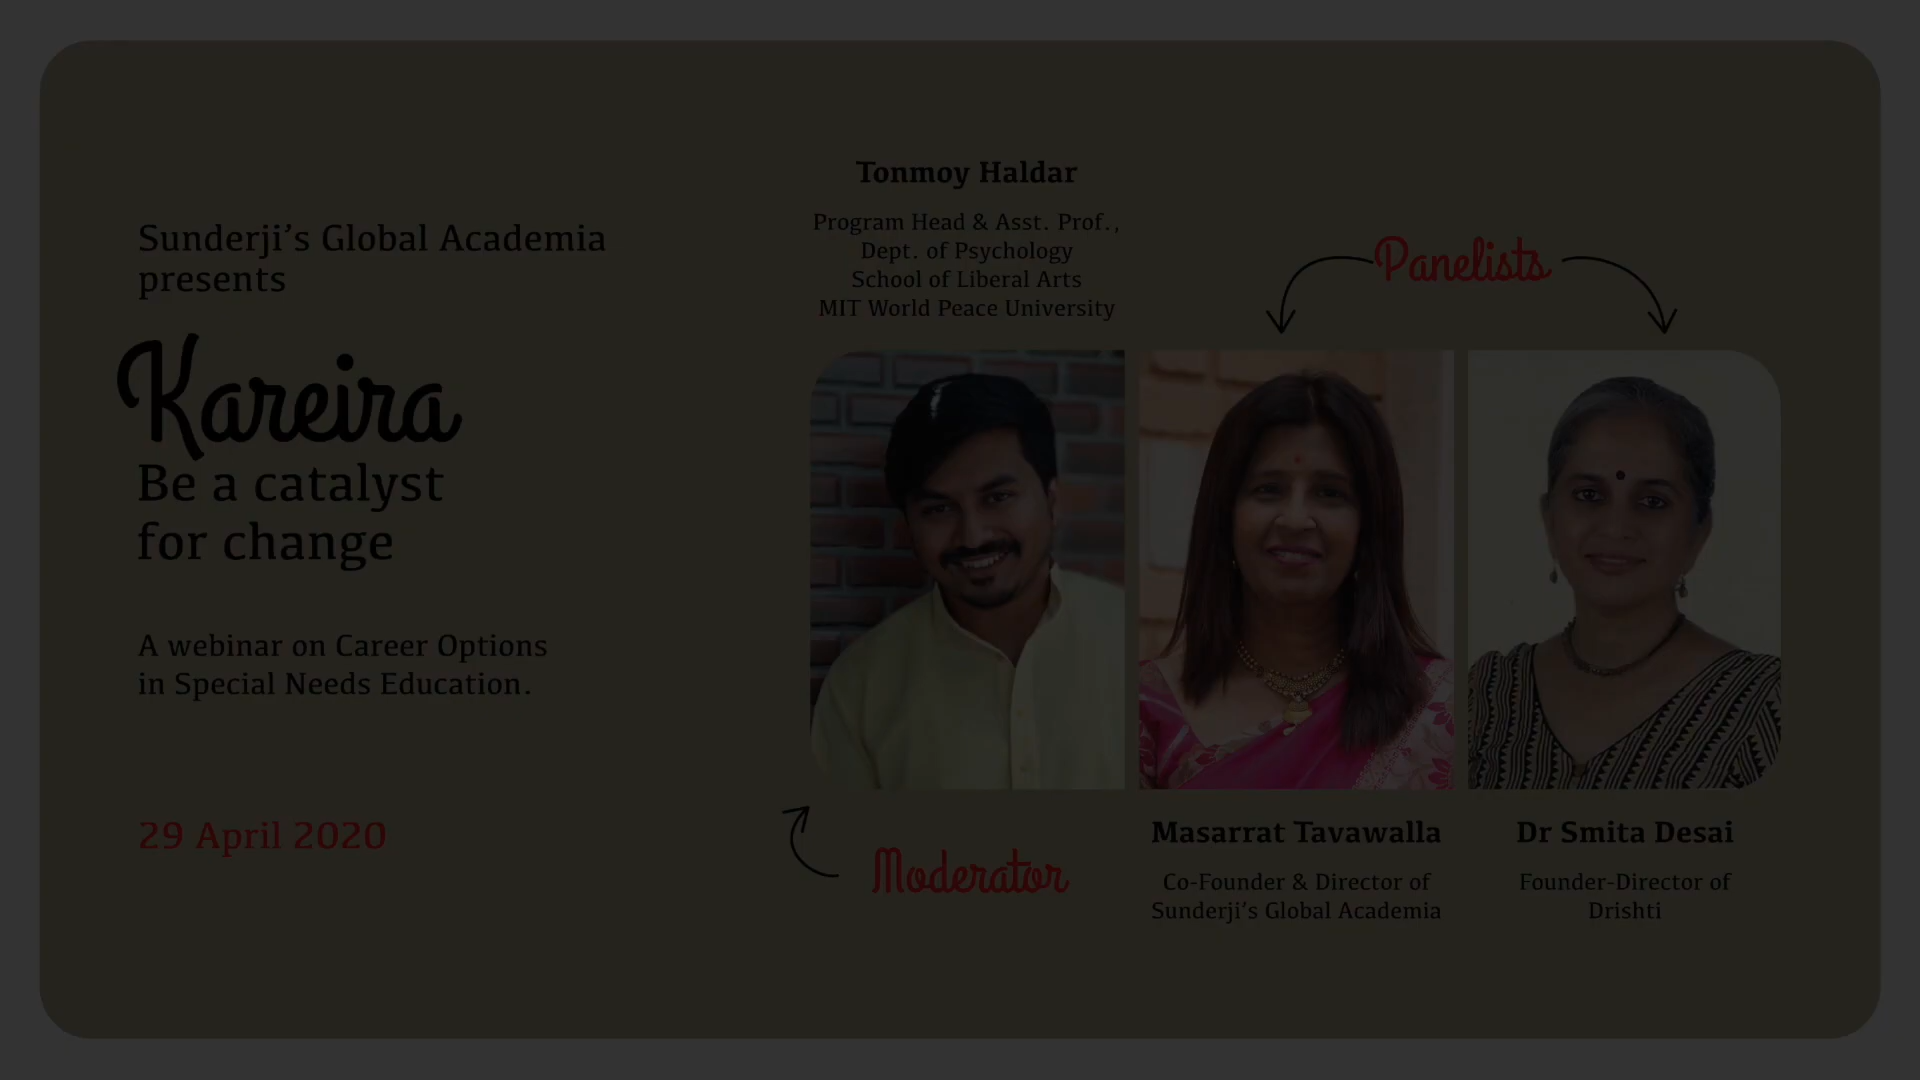 Sunderji’s Global Academia
presents
Kareira
Be a catalyst
for change
A webinar on Career Options
in Special Needs Education.
29 April 2020
Tonmoy Haldar
Program Head & Asst. Prof.,
Dept. of Psychology
School of Liberal Arts
MIT World Peace University
Moderator
Panelists
Masarrat Tavawalla
Co-Founder & Director of
Sunderji’s Global Academia
Dr Smita Desai
Founder-Director of
Drishti